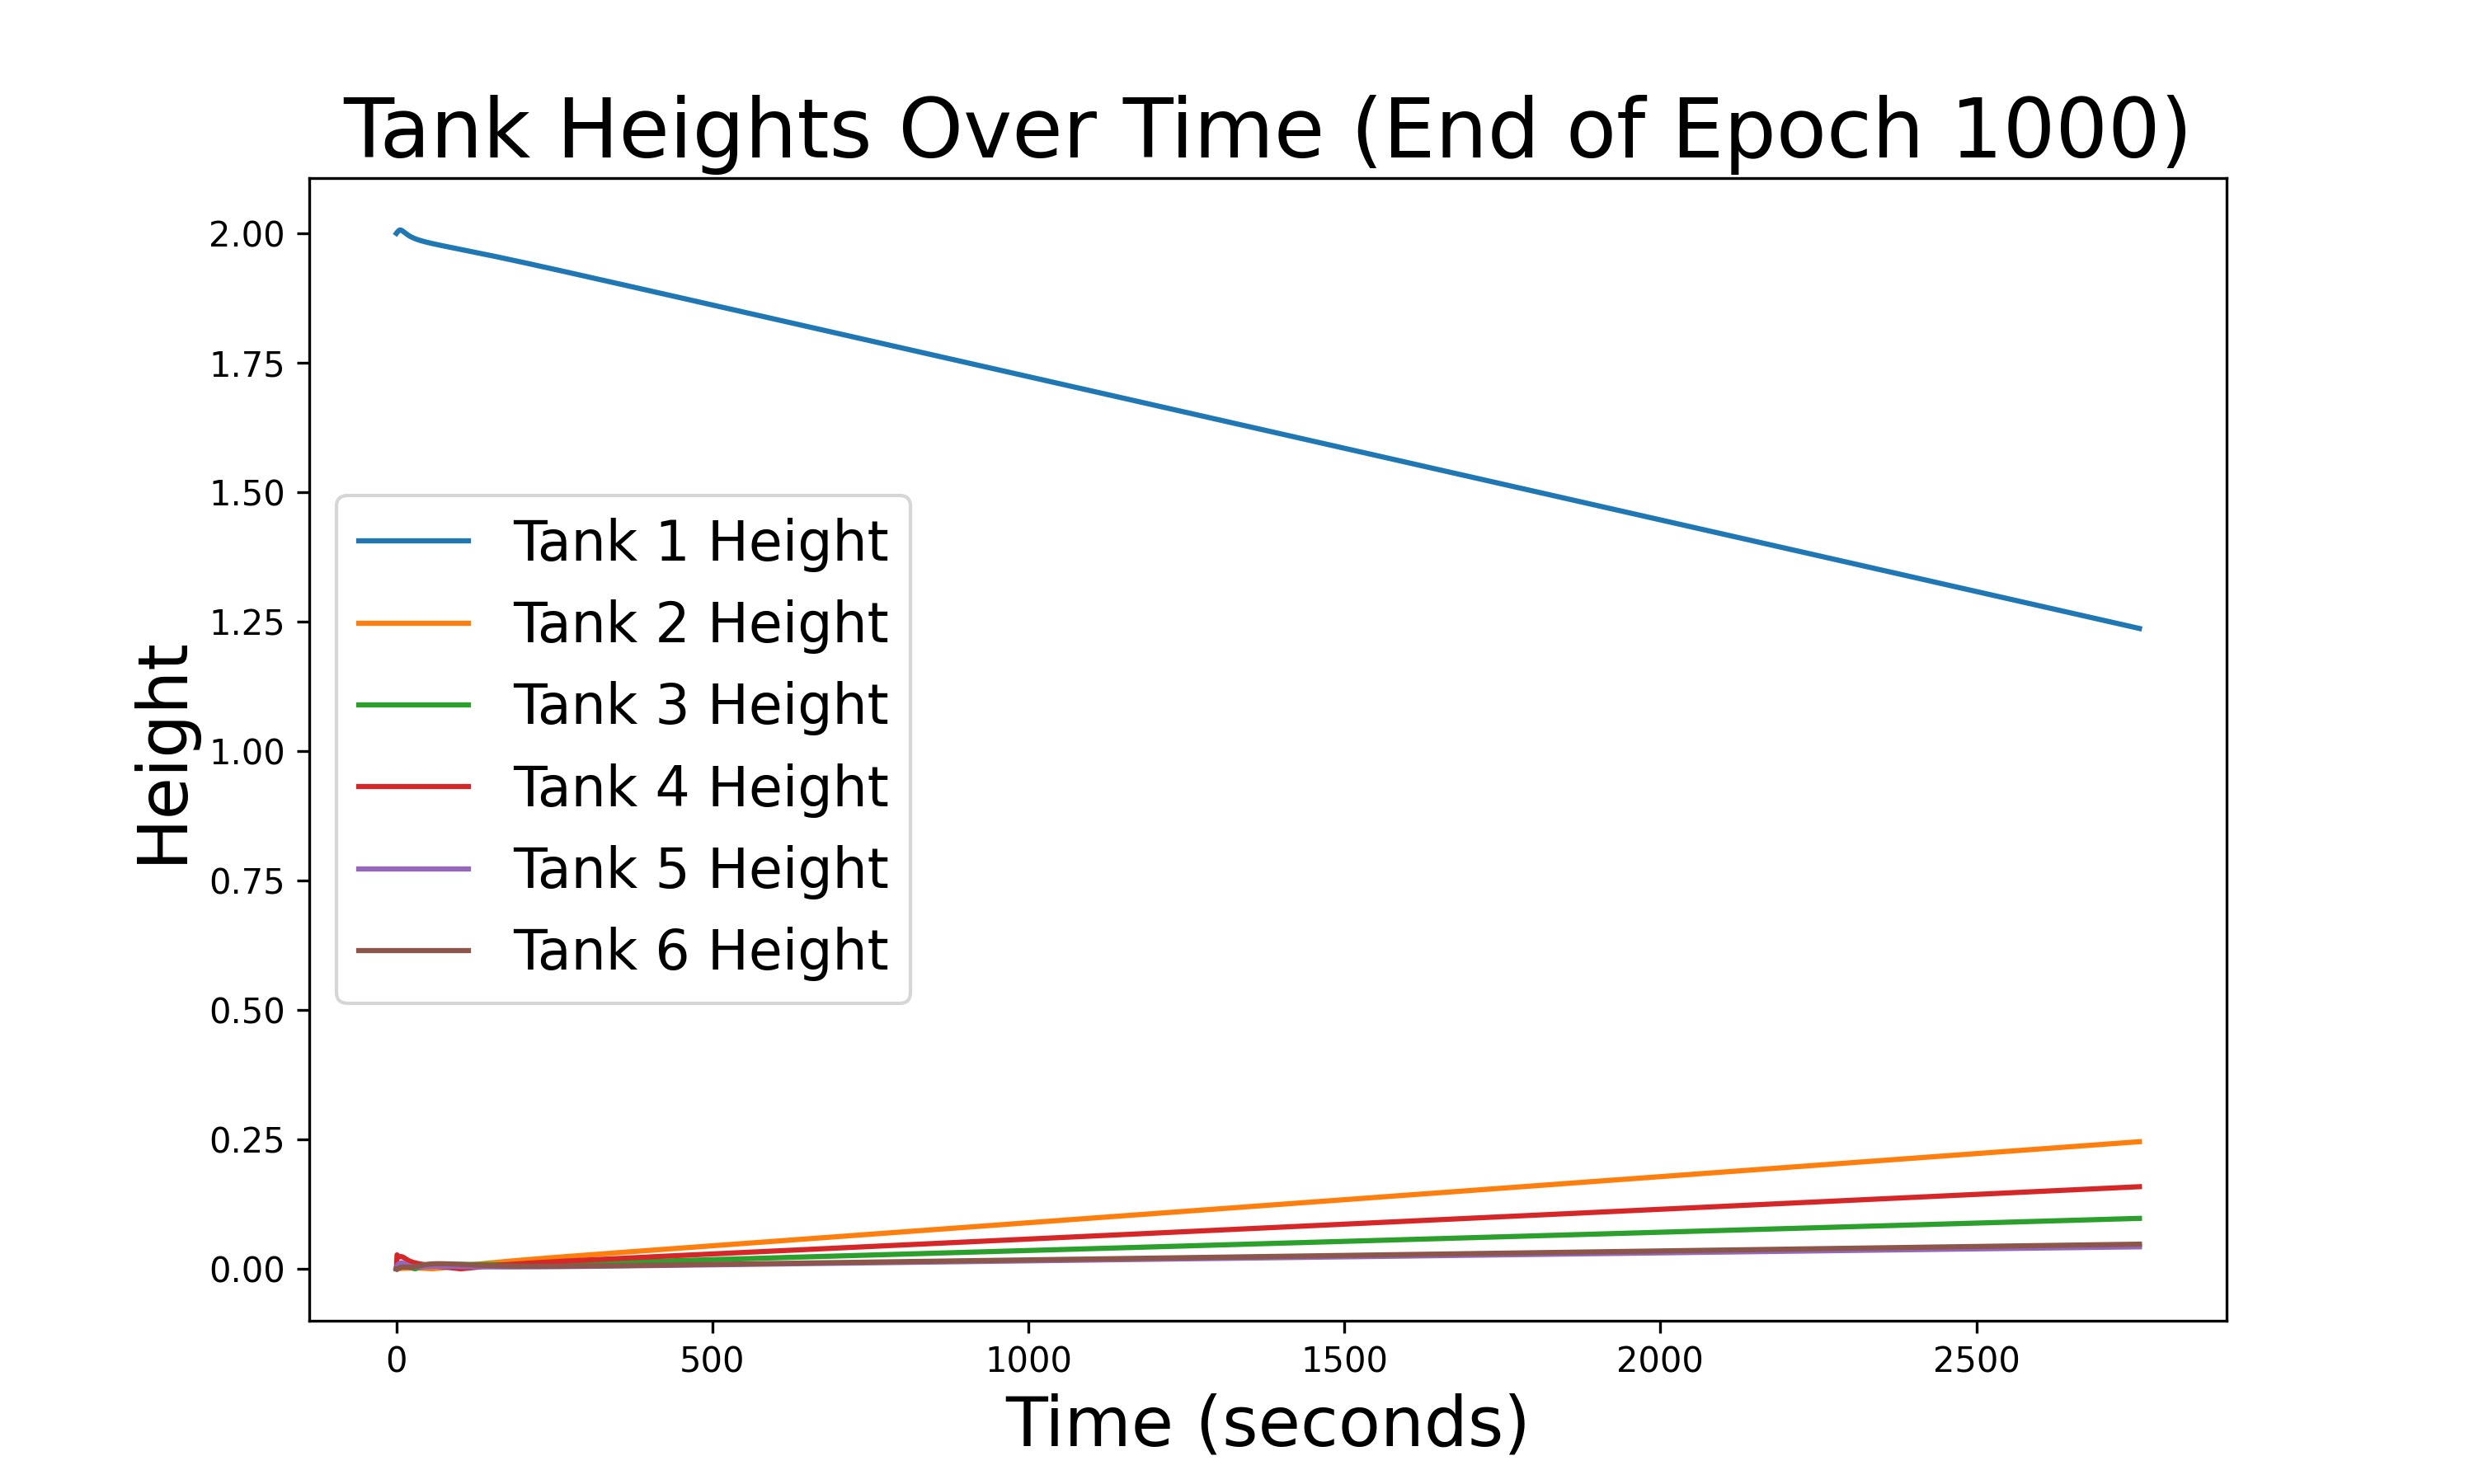 Tank Heights Over Time (End of Epoch 1000)
Height
2.00
1.75
1.50
1.25
1.00
0.75
0.50
0.25
0.00
Tank 1 Height
Tank 2 Height
Tank 3 Height
Tank 4 Height
Tank 5 Height
Tank 6 Height
0 500 1000 1500 2000 2500
Time (seconds)